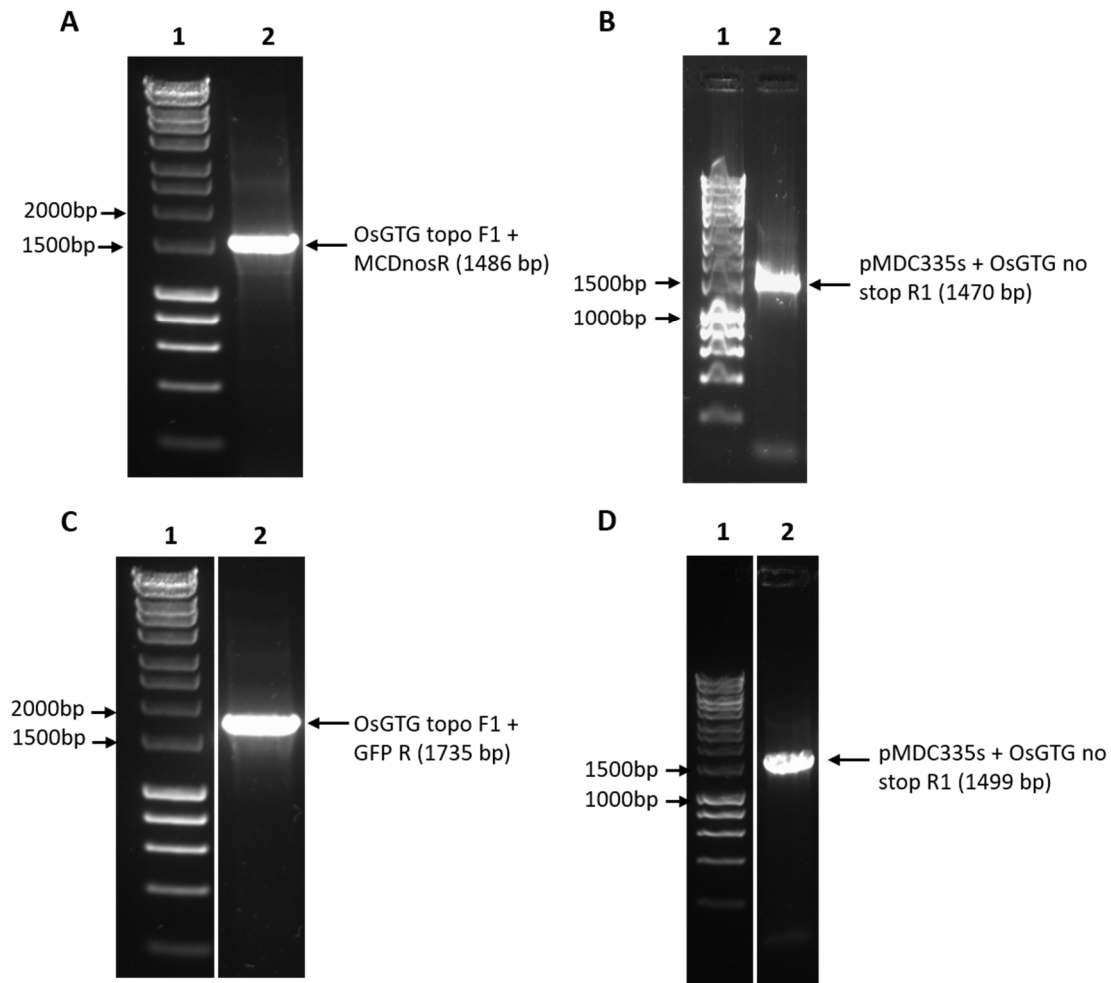 A
1 2
2000bp
1500bp
OsGTG topo F1 +
MCDnosR (1486 bp)
B
1 2
1500bp
1000bp
pMDC335s + OsGTG no
stop R1 (1470 bp)
C
1 2
2000bp
1500bp
OsGTG topo F1 +
GFP R (1735 bp)
D
1 2
1500bp
1000bp
pMDC335s + OsGTG no
stop R1 (1499 bp)